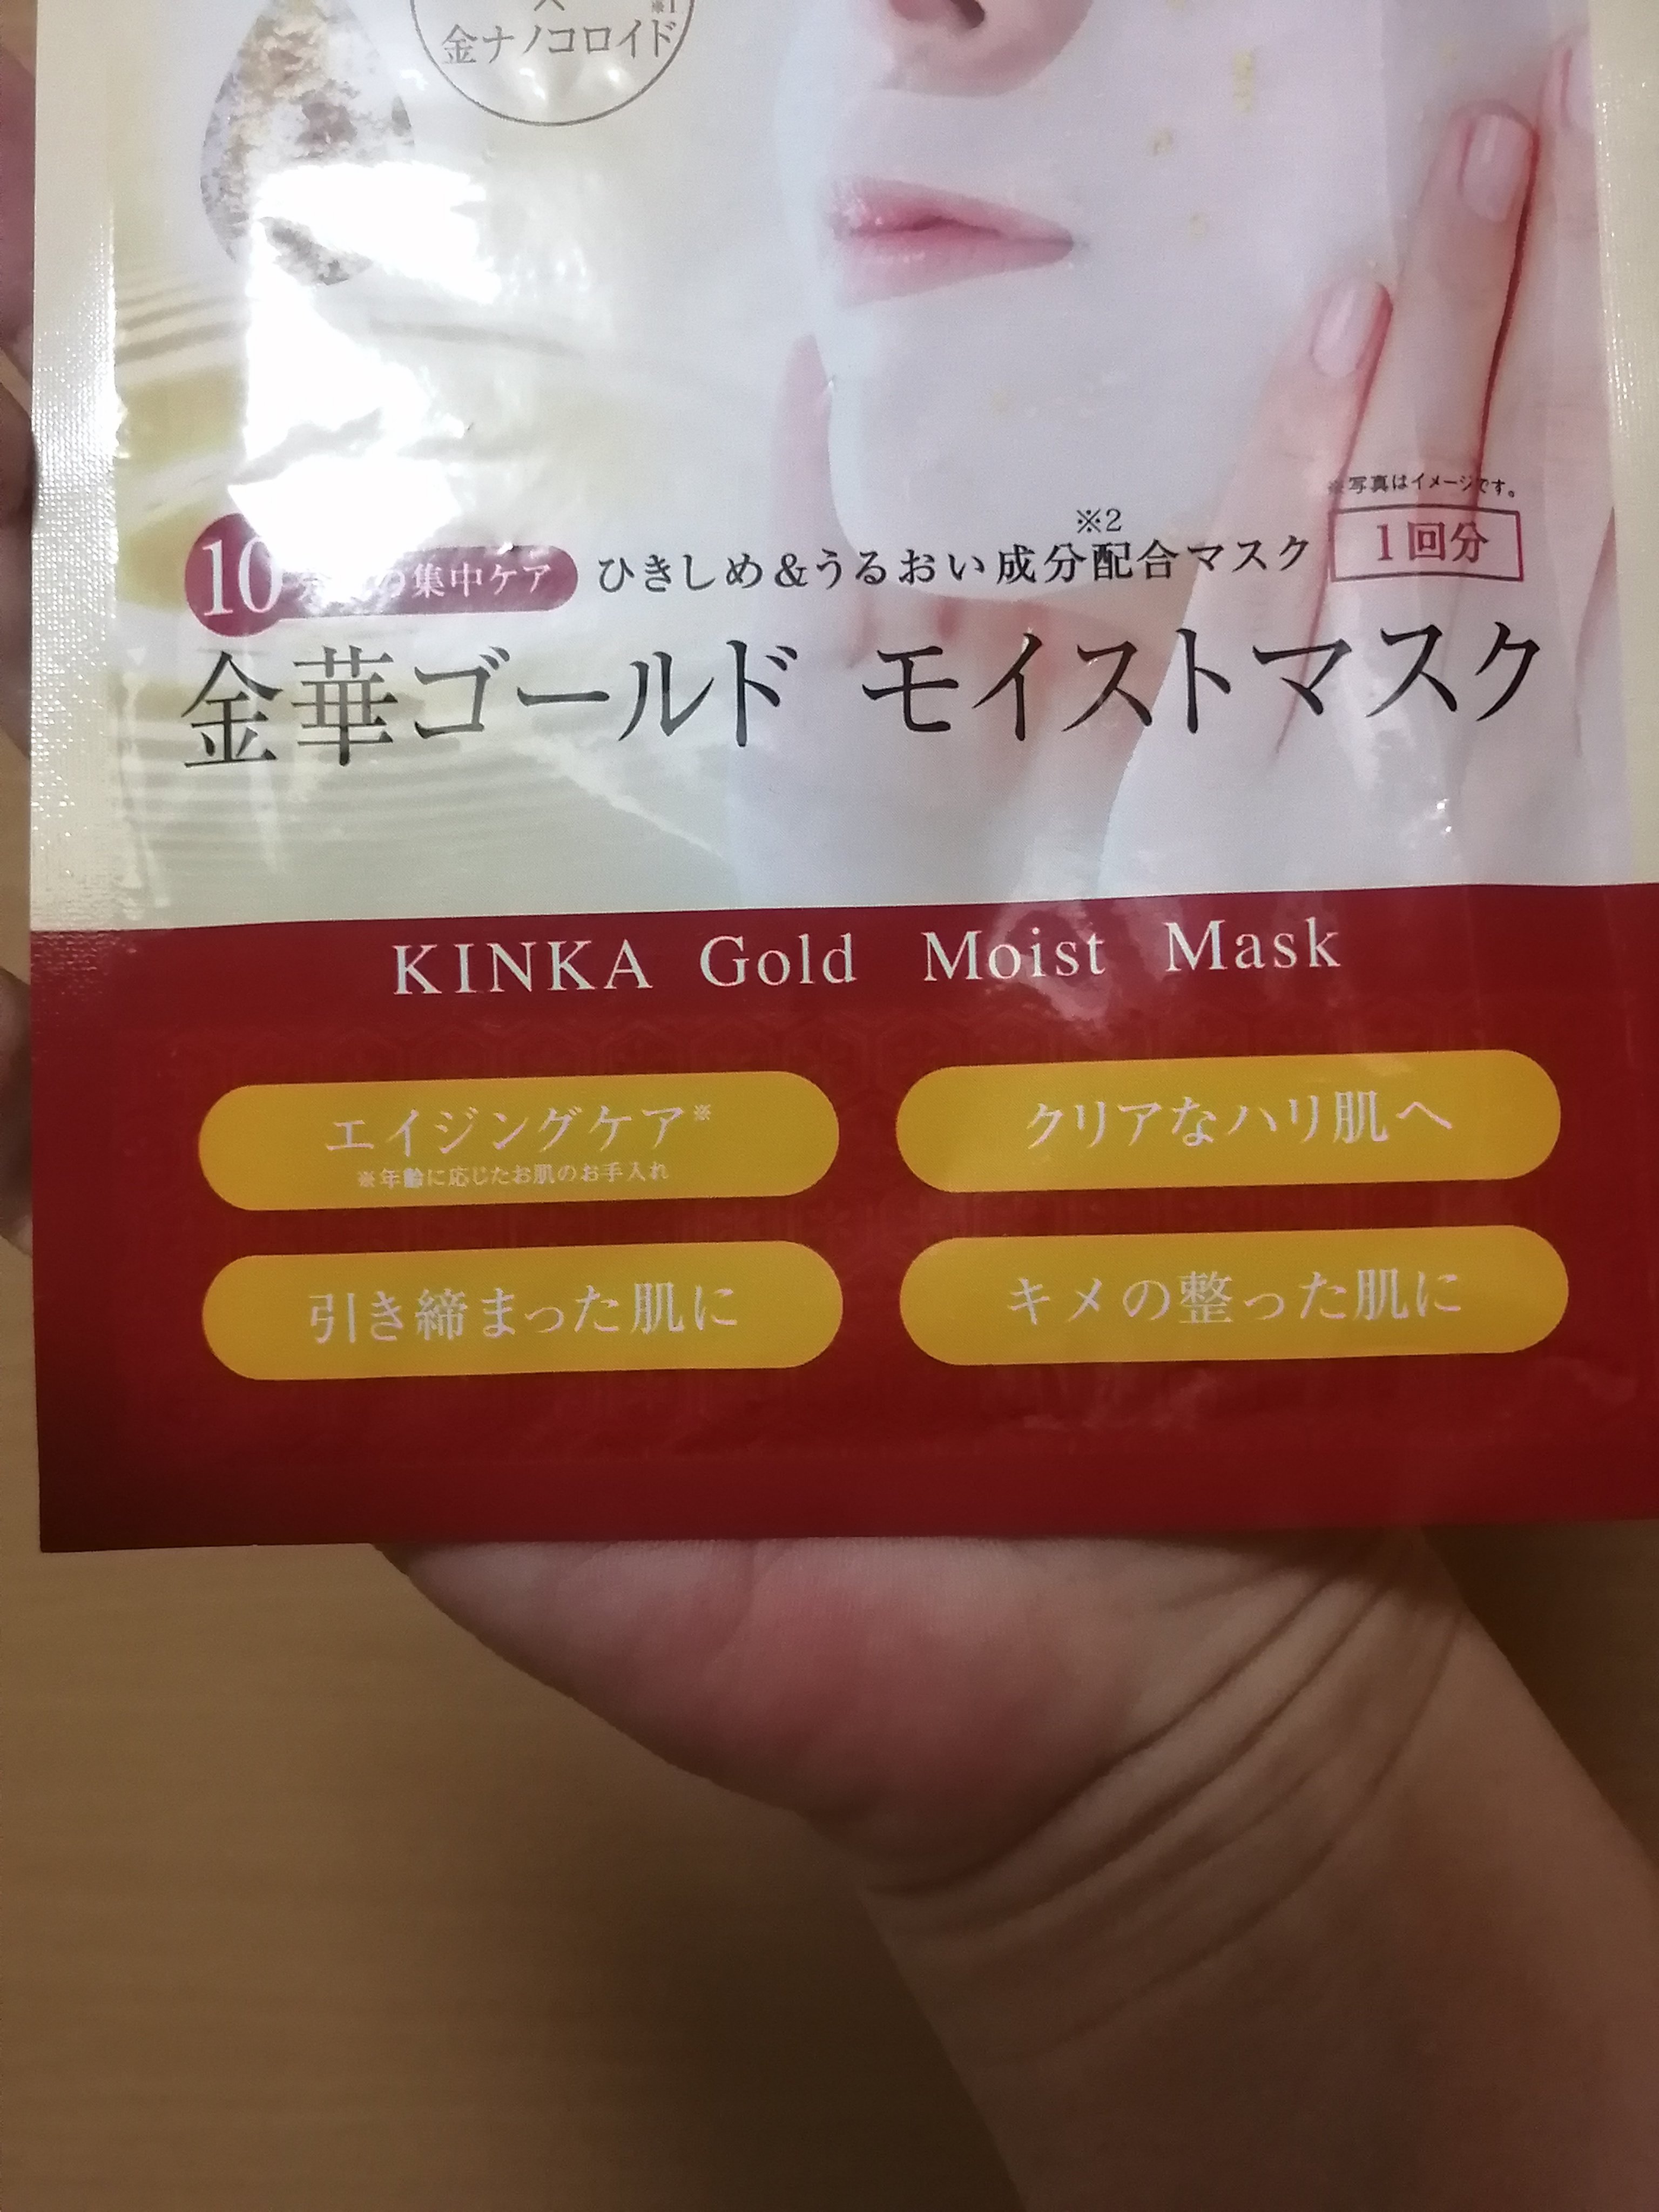 ×
※1
金ナノコロイド
※写真はイメージです。
10 の集中ケア
※2
ひきしめ&うるおい成分配合マスク
1回分
金華ゴールド モイストマスク
KINKA Gold Moist Mask
エイジングケア※
※年齢に応じたお肌のお手入れ
クリアなハリ肌へ
引き締まった肌に
キメの整った肌に